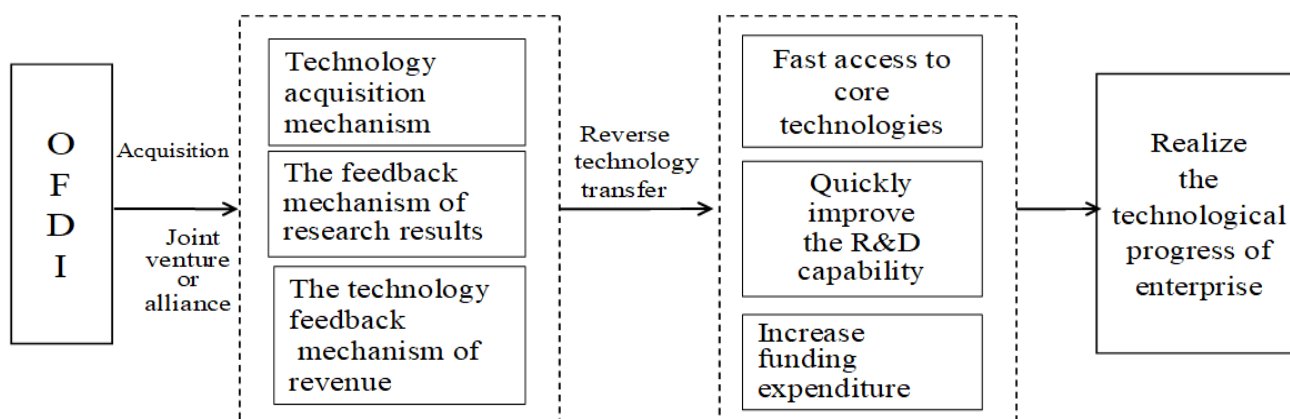 O
F
D
I
Acquisition
Joint
venture
or
alliance
Technology
acquisition
mechanism
The feedback
mechanism of
research results
The technology
feedback
mechanism of
revenue
Reverse
technology
transfer
Fast access to
core
technologies
Quickly
improve
the R&D
capability
Increase
funding
expenditure
Realize
the
technological
progress of
enterprise